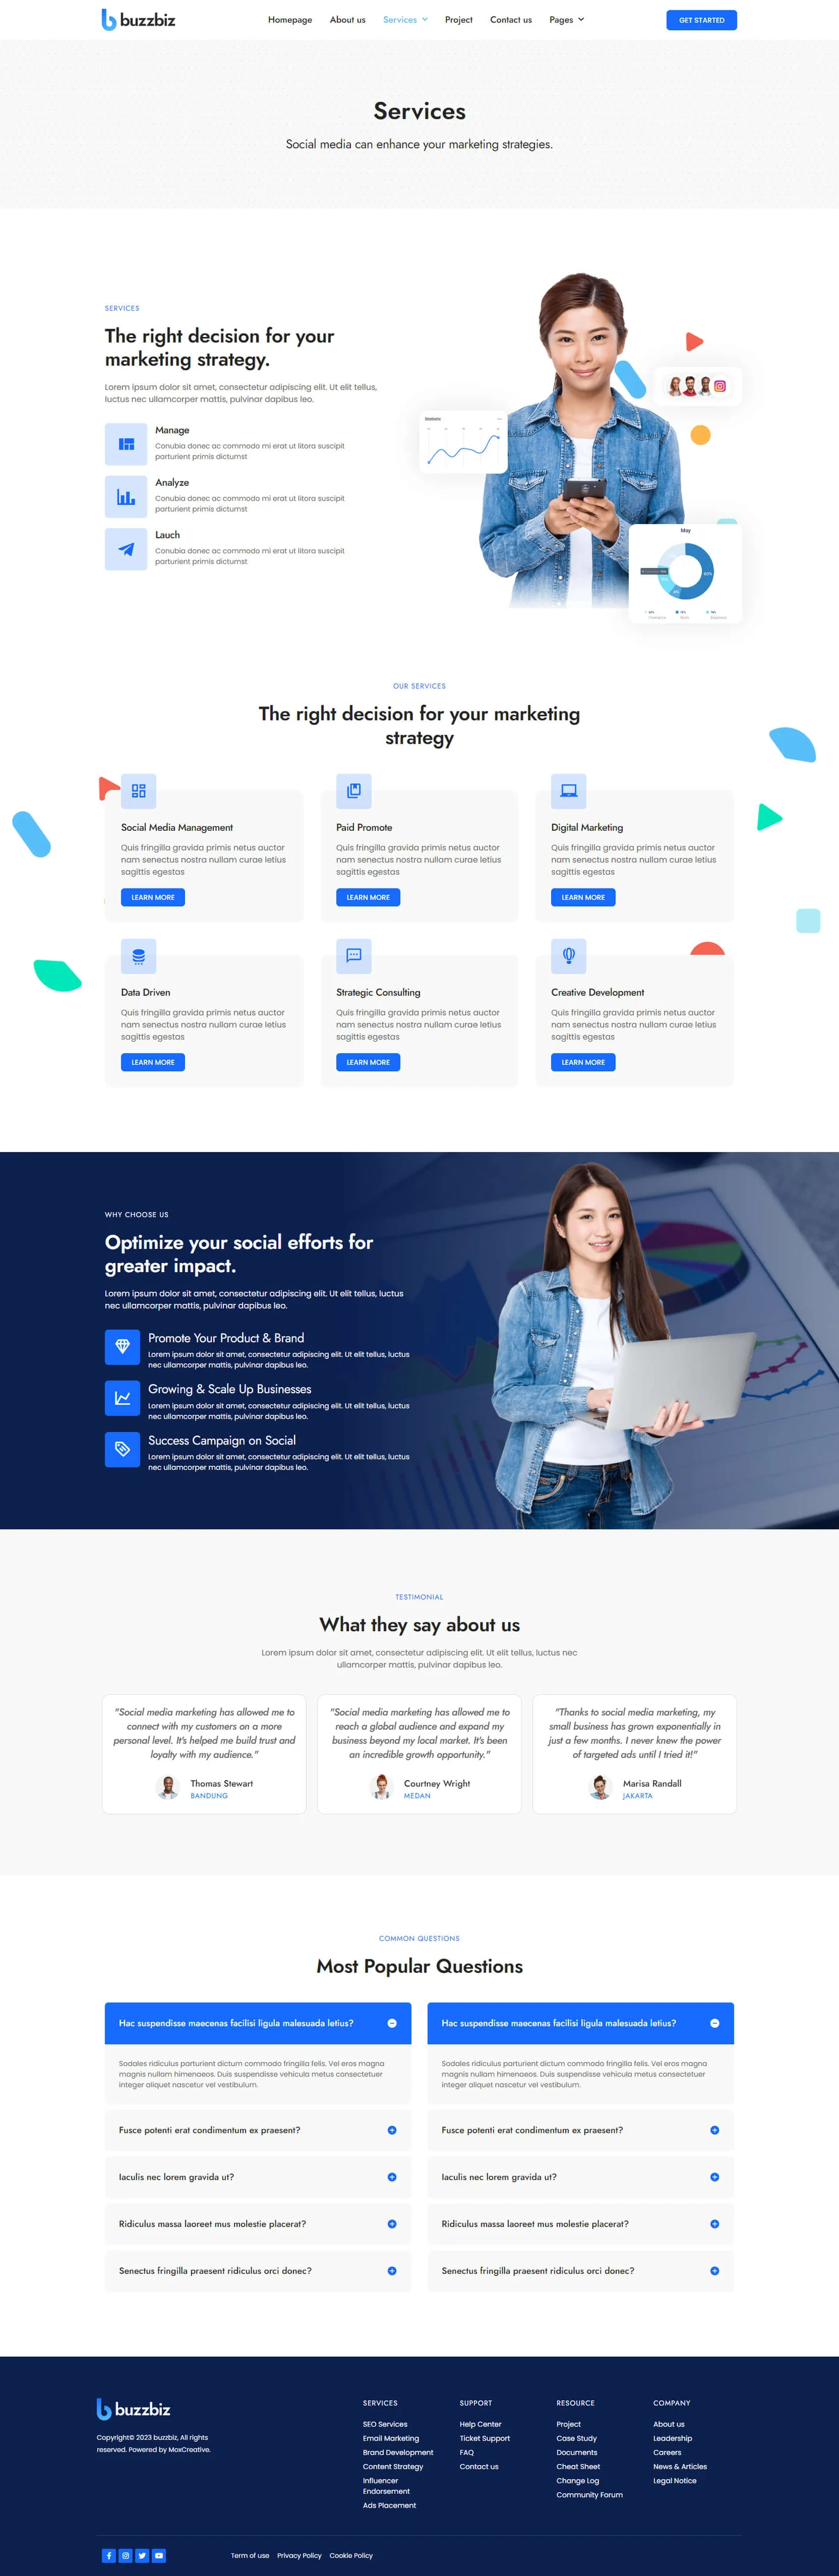 buzzbiz
Homepage About us Services Project Contact us Pages
GET STARTED
Services
Social media can enhance your marketing strategies.
SERVICES
The right decision for your
marketing strategy.
Lorem ipsum dolor sit amet, consectetur adipiscing elit. Ut elit tellus,
luctus nec ullamcorper mattis, pulvinar dapibus leo.
Manage
Conubia donec ac commodo mi erat ut litora suscipit
parturient primis dictumst
Analyze
Conubia donec ac commodo mi erat ut litora suscipit
parturient primis dictumst
Lauch
Conubia donec ac commodo mi erat ut litora suscipit
parturient primis dictumst
Statistic
May
OUR SERVICES
The right decision for your marketing
strategy
Social Media Management
Quis fringilla gravida primis netus auctor
nam senectus nostra nullam curae letius
sagittis egestas
LEARN MORE
Paid Promote
Quis fringilla gravida primis netus auctor
nam senectus nostra nullam curae letius
sagittis egestas
LEARN MORE
Digital Marketing
Quis fringilla gravida primis netus auctor
nam senectus nostra nullam curae letius
sagittis egestas
LEARN MORE
Data Driven
Quis fringilla gravida primis netus auctor
nam senectus nostra nullam curae letius
sagittis egestas
LEARN MORE
Strategic Consulting
Quis fringilla gravida primis netus auctor
nam senectus nostra nullam curae letius
sagittis egestas
LEARN MORE
Creative Development
Quis fringilla gravida primis netus auctor
nam senectus nostra nullam curae letius
sagittis egestas
LEARN MORE
WHY CHOOSE US
Optimize your social efforts for
greater impact.
Lorem ipsum dolor sit amet, consectetur adipiscing elit. Ut elit tellus, luctus
nec ullamcorper mattis, pulvinar dapibus leo.
Promote Your Product & Brand
Lorem ipsum dolor sit amet, consectetur adipiscing elit. Ut elit tellus, luctus
nec ullamcorper mattis, pulvinar dapibus leo.
Growing & Scale Up Businesses
Lorem ipsum dolor sit amet, consectetur adipiscing elit. Ut elit tellus, luctus
nec ullamcorper mattis, pulvinar dapibus leo.
Success Campaign on Social
Lorem ipsum dolor sit amet, consectetur adipiscing elit. Ut elit tellus, luctus
nec ullamcorper mattis, pulvinar dapibus leo.
TESTIMONIAL
What they say about us
Lorem ipsum dolor sit amet, consectetur adipiscing elit. Ut elit tellus, luctus nec
ullamcorper mattis, pulvinar dapibus leo.
"Social media marketing has allowed me to
connect with my customers on a more
personal level. It's helped me build trust and
loyalty with my audience."
Thomas Stewart
BANDUNG
"Social media marketing has allowed me to
reach a global audience and expand my
business beyond my local market. It's been
an incredible growth opportunity."
Courtney Wright
MEDAN
"Thanks to social media marketing, my
small business has grown exponentially in
just a few months. I never knew the power
of targeted ads until I tried it!"
Marisa Randall
JAKARTA
COMMON QUESTIONS
Most Popular Questions
Hac suspendisse maecenas facilisi ligula malesuada letius?
Sodales ridiculus parturient dictum commodo fringilla felis. Vel eros magna
magnis nullam himenaeos. Duis suspendisse vehicula metus consectetuer
integer aliquet nascetur vel vestibulum.
Fusce potenti erat condimentum ex praesent?
Iaculis nec lorem gravida ut?
Ridiculus massa laoreet mus molestie placerat?
Senectus fringilla praesent ridiculus orci donec?
Hac suspendisse maecenas facilisi ligula malesuada letius?
Sodales ridiculus parturient dictum commodo fringilla felis. Vel eros magna
magnis nullam himenaeos. Duis suspendisse vehicula metus consectetuer
integer aliquet nascetur vel vestibulum.
Fusce potenti erat condimentum ex praesent?
Iaculis nec lorem gravida ut?
Ridiculus massa laoreet mus molestie placerat?
Senectus fringilla praesent ridiculus orci donec?
buzzbiz
Copyright© 2023 buzzbiz, All rights
reserved. Powered by MoxCreative.
SERVICES
SEO Services
Email Marketing
Brand Development
Content Strategy
Influencer
Endorsement
Ads Placement
SUPPORT
Help Center
Ticket Support
FAQ
Contact us
RESOURCE
Project
Case Study
Documents
Cheat Sheet
Change Log
Community Forum
COMPANY
About us
Leadership
Careers
News & Articles
Legal Notice
Term of use Privacy Policy Cookie Policy